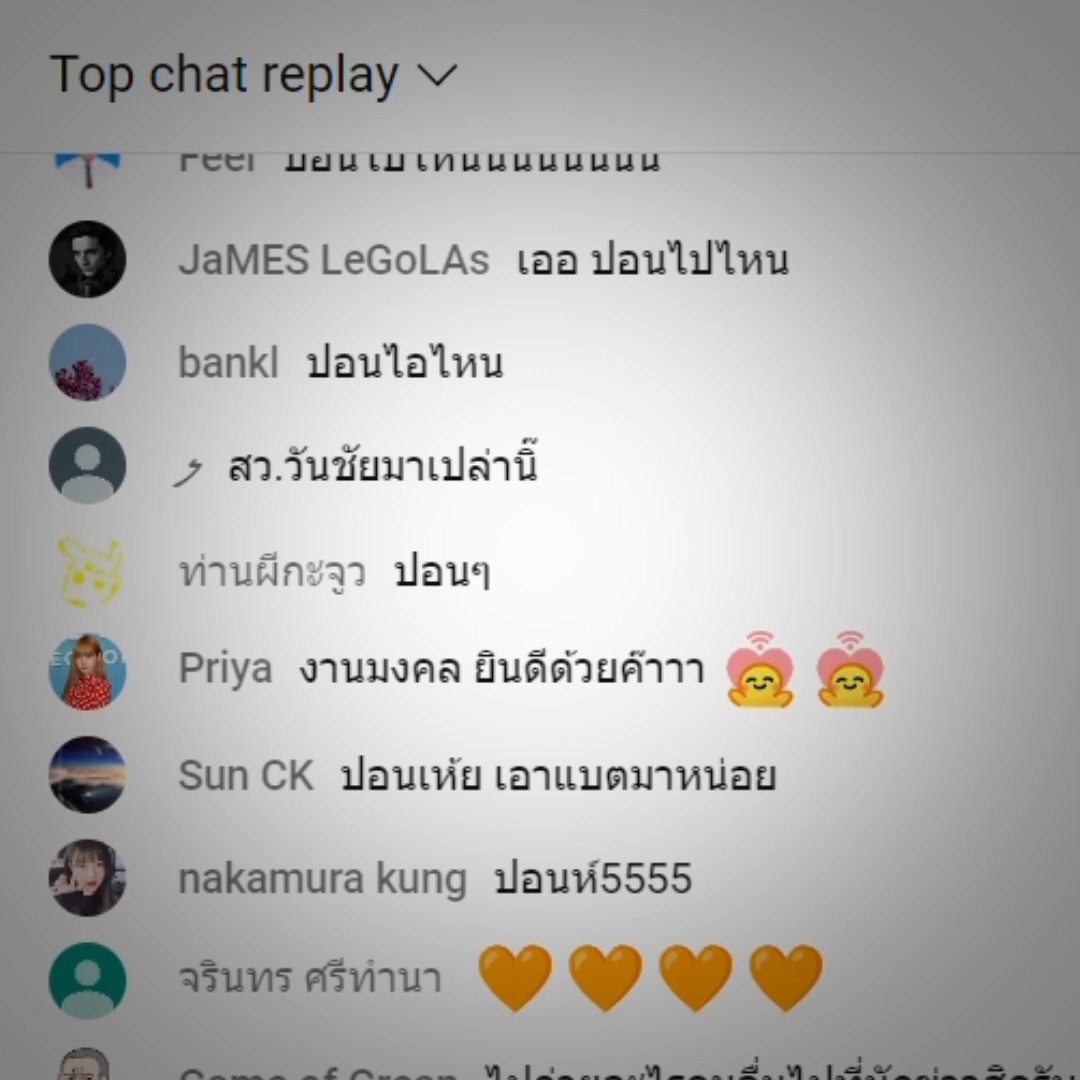 Top chat replay
Feel ปอนไปไหนนนนนนนน
JaMES LeGoLAs เออ ปอนไปไหน
bankl ปอนไอไหน
สว.วันชัยมาเปล่านิ๊
ท่านผีกะจูว ปอนๆ
Priya งานมงคล ยินดีด้วยค๊าาา
Sun CK ปอนเห้ย เอาแบตมาหน่อย
nakamura kung ปอนห์5555
จรินทร ศรีทำนา
Game of Green